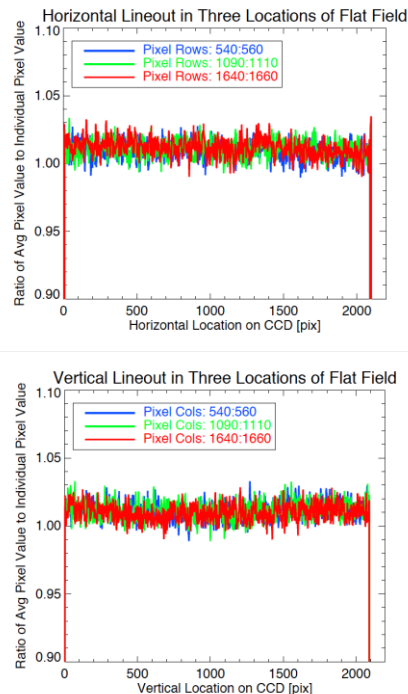 Horizontal Lineout in Three Locations of Flat Field
Ratio of Avg Pixel Value to Individual Pixel Value
1.10
1.05
1.00
0.95
0.90
Pixel Rows: 540:560
Pixel Rows: 1090:1110
Pixel Rows: 1640:1660
0 500 1000 1500 2000
Horizontal Location on CCD [pix]
Vertical Lineout in Three Locations of Flat Field
Ratio of Avg Pixel Value to Individual Pixel Value
1.10
1.05
1.00
0.95
0.90
Pixel Cols: 540:560
Pixel Cols: 1090:1110
Pixel Cols: 1640:1660
0 500 1000 1500 2000
Vertical Location on CCD [pix]